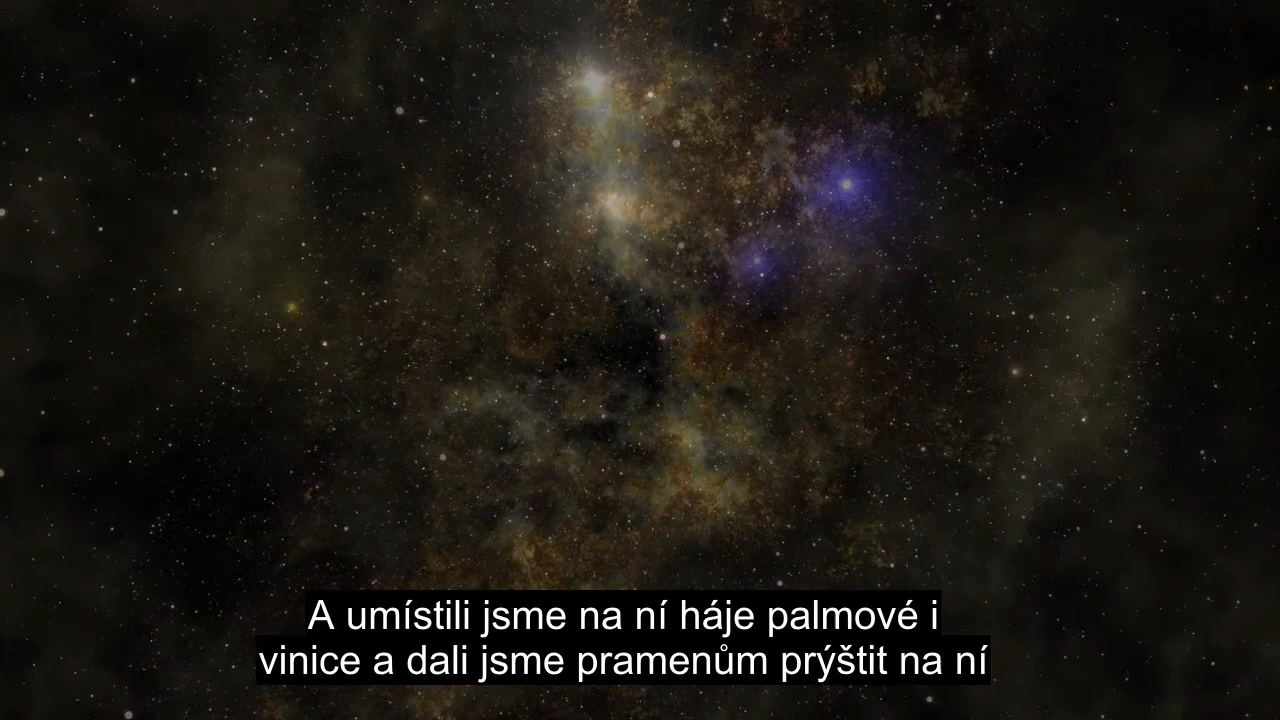 A umístili jsme na ní háje palmové i
vinice a dali jsme pramenům prýštit na ní